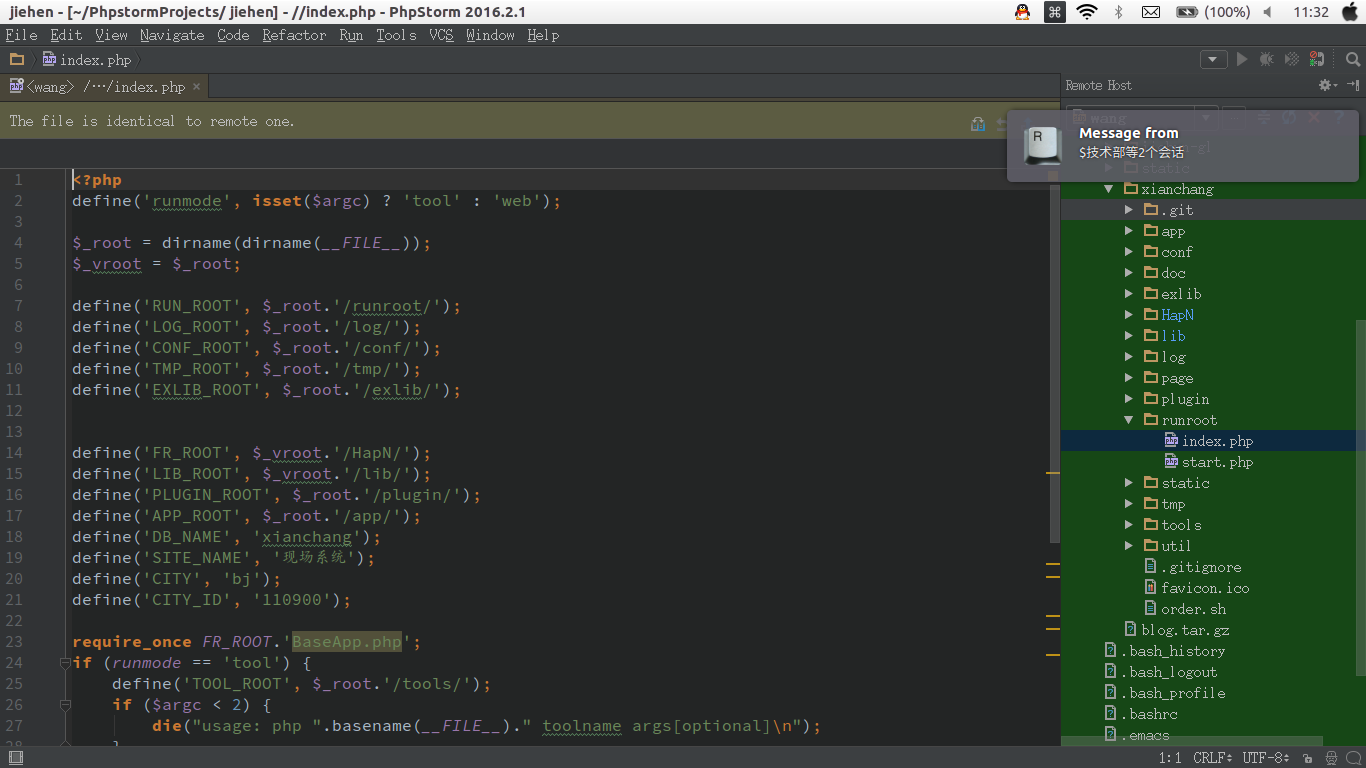 jiehen - [~/PhpstormProjects/ jiehen] - //index.php - PhpStorm 2016.2.1
(100%)
11:32
File Edit View Navigate Code Refactor Run Tools VCS Window Help
index.php
<wang> /···/index.php ×
Remote Host
The file is identical to remote one.
wang
R
Message from
$技术部等2个会话
static
xianchang
.git
app
conf
doc
exlib
HapN
lib
log
page
plugin
runroot
index.php
start.php
static
tmp
tools
util
.gitignore
favicon.ico
order.sh
blog.tar.gz
.bash_history
.bash_logout
.bash_profile
.bashrc
.emacs
1 <?php
2 define('runmode', isset($argc) ? 'tool' : 'web');
3
4 $_root = dirname(dirname(__FILE__));
5 $_vroot = $_root;
6
7 define('RUN_ROOT', $_root.'/runroot/');
8 define('LOG_ROOT', $_root.'/log/');
9 define('CONF_ROOT', $_root.'/conf/');
10 define('TMP_ROOT', $_root.'/tmp/');
11 define('EXLIB_ROOT', $_root.'/exlib/');
12
13
14 define('FR_ROOT', $_vroot.'/HapN/');
15 define('LIB_ROOT', $_vroot.'/lib/');
16 define('PLUGIN_ROOT', $_root.'/plugin/');
17 define('APP_ROOT', $_root.'/app/');
18 define('DB_NAME', 'xianchang');
19 define('SITE_NAME', '现场系统');
20 define('CITY', 'bj');
21 define('CITY_ID', '110900');
22
23 require_once FR_ROOT.'BaseApp.php';
24 if (runmode == 'tool') {
25 define('TOOL_ROOT', $_root.'/tools/');
26 if ($argc < 2) {
27 die("usage: php ".basename(__FILE__)." toolname args[optional]\n");
28 }
1:1 CRLF UTF-8